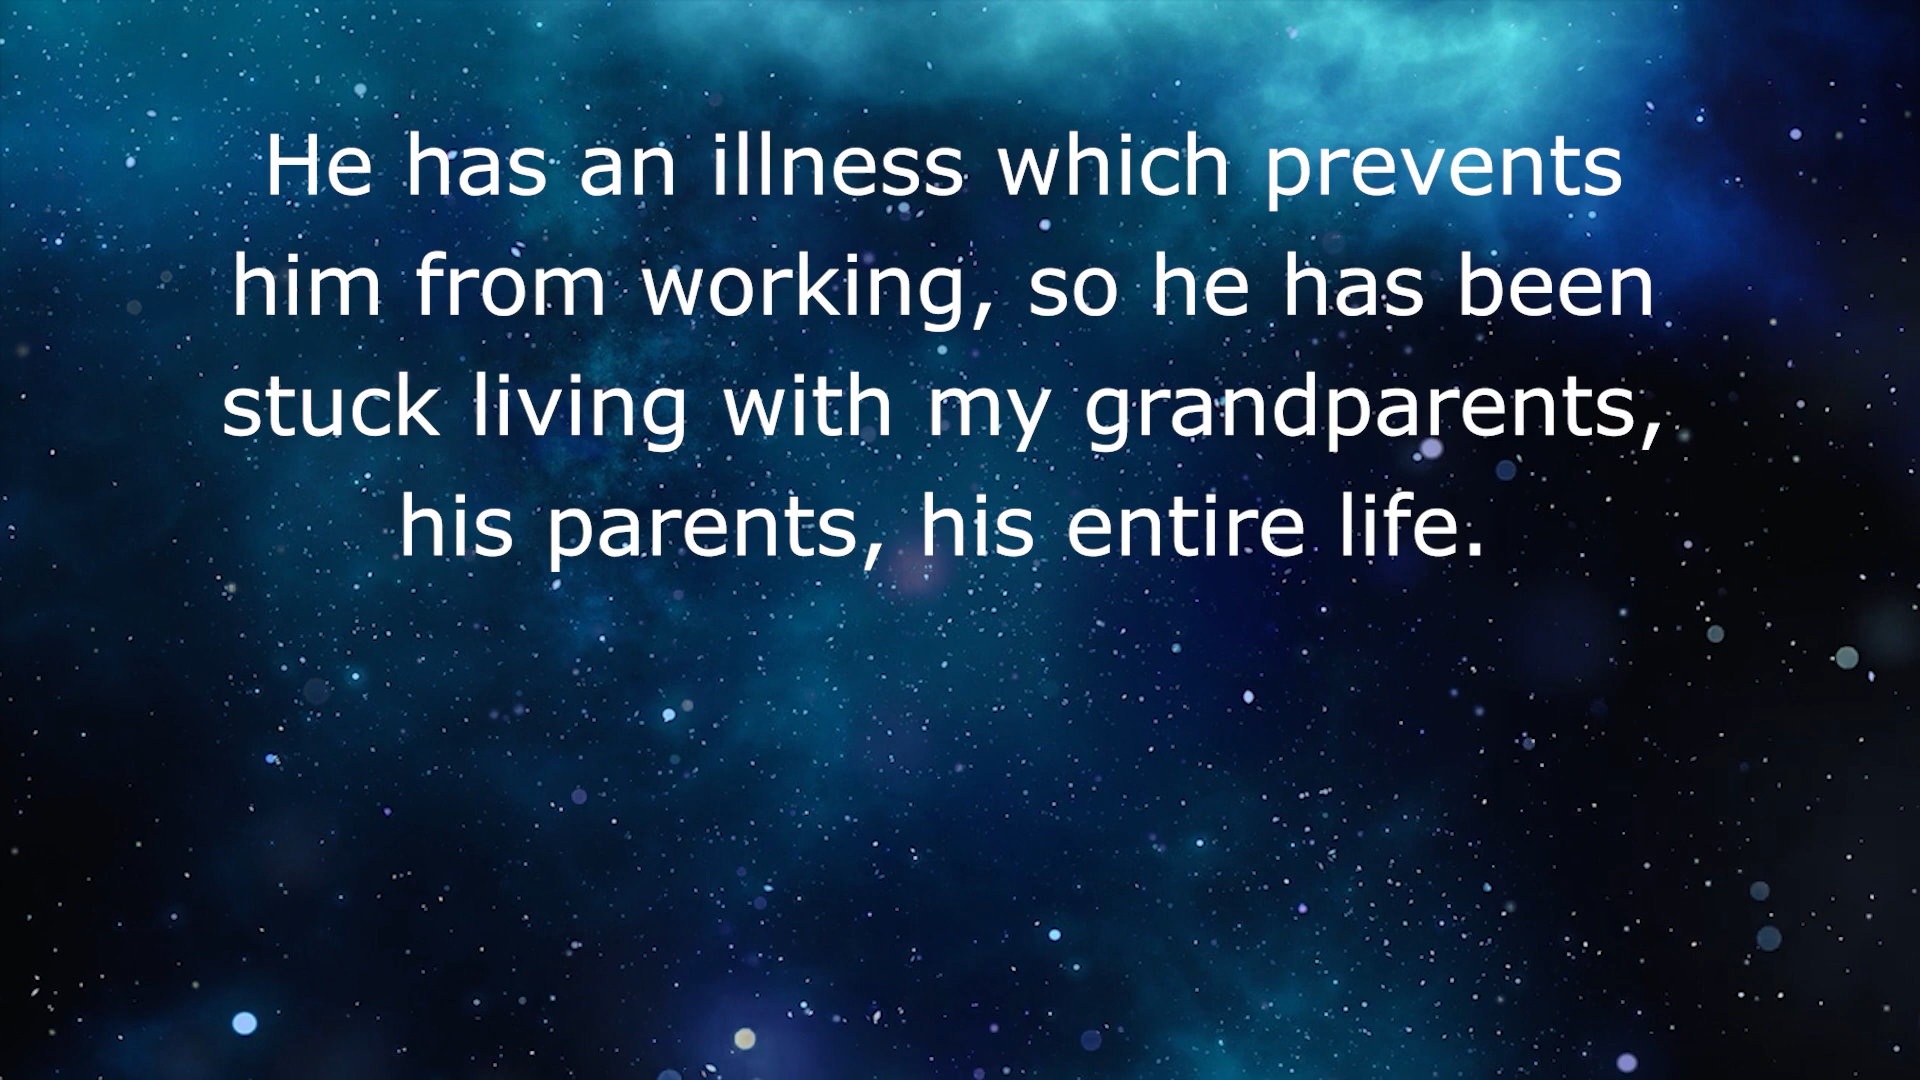 He has an illness which prevents
him from working, so he has been
stuck living with my grandparents,
his parents, his entire life.